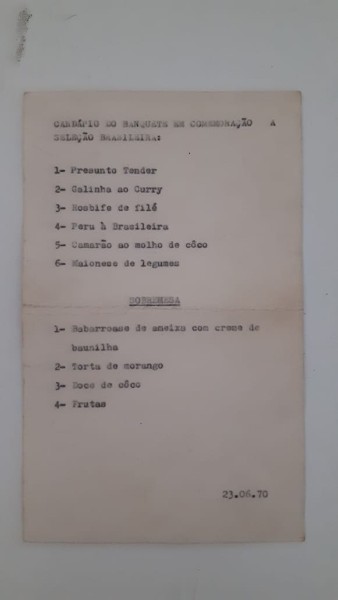 CARDÁPIO DO BANQUETE EM COMEMORAÇÃO A
SELEÇÃO BRASILEIRA:
1- Presunto Tender
2- Galinha ao Curry
3- Rosbife de filé
4- Peru à Brasileira
5- Camarão ao molho de côco
6- Maionese de legumes
SOBREMESA
1- Babarroase de ameixa com creme de
baunilha
2- Torta de morango
3- Doce de côco
4- Frutas
23.06.70